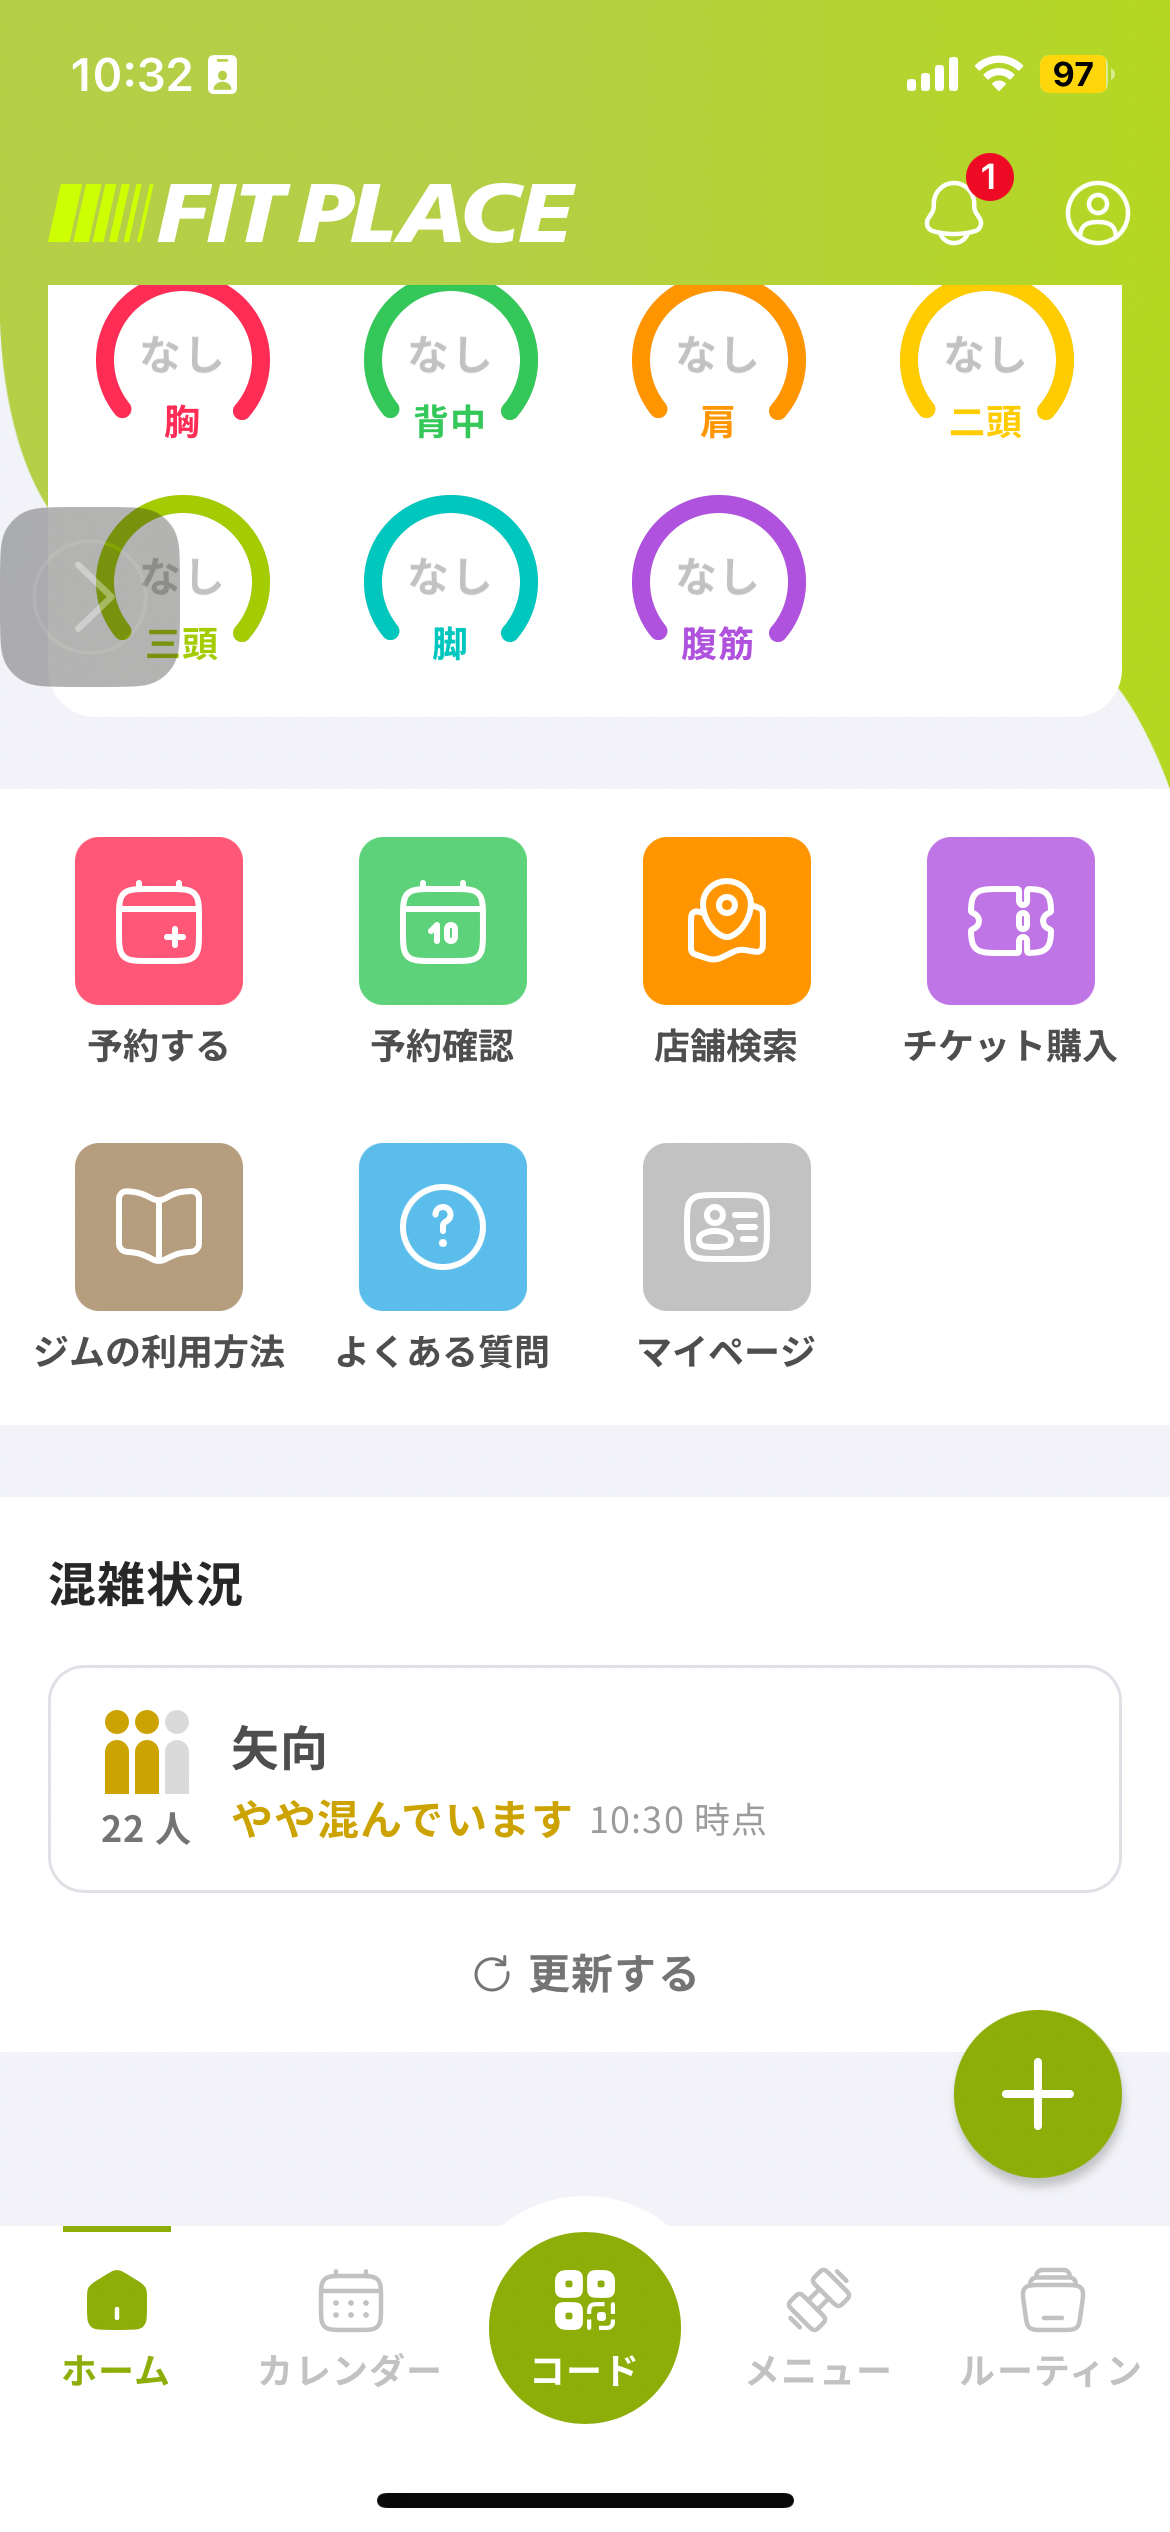 10:32
97
FIT PLACE
1
なし なし なし なし
胸 背中 肩 二頭
なし なし なし
三頭 脚 腹筋
10
予約する 予約確認 店舗検索 チケット購入
?
ジムの利用方法 よくある質問 マイページ
混雑状況
矢向
22 人 やや混んでいます 10:30 時点
更新する
ホーム カレンダー コード メニュー ルーティン